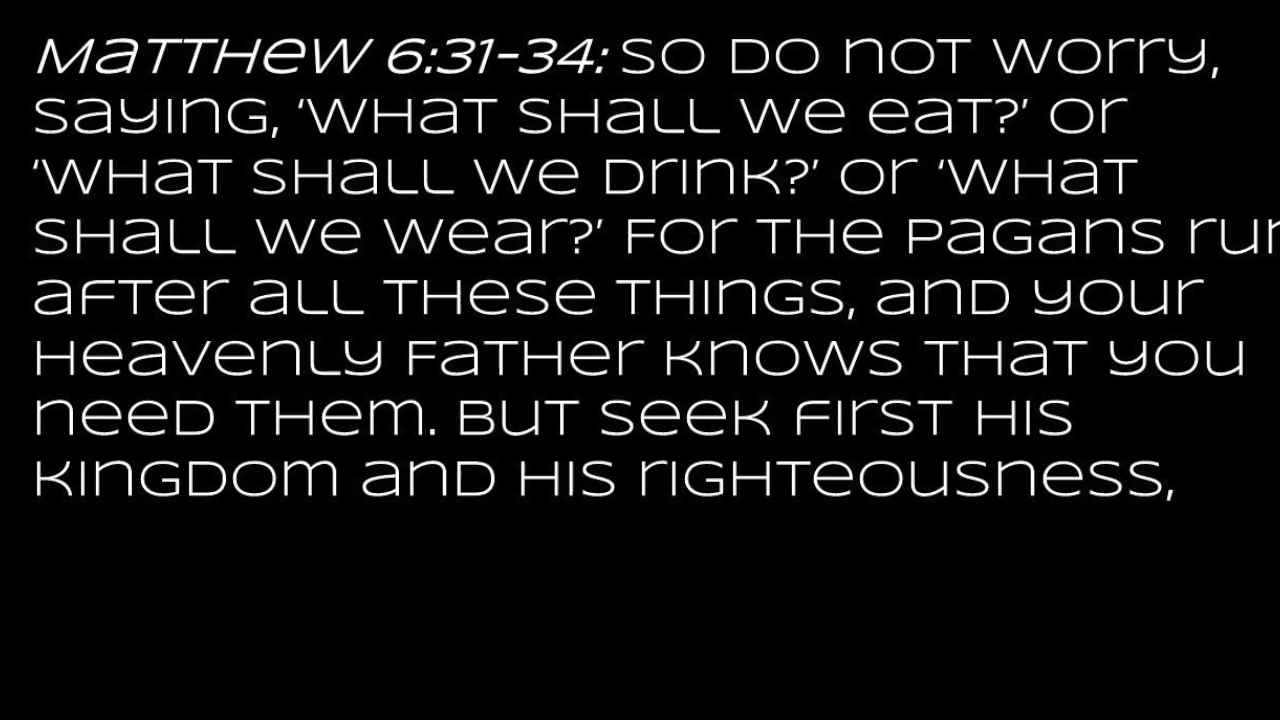 Matthew 6:31-34: So do not worry,
saying, ‘What shall we eat?’ or
‘What shall we drink?’ or ‘What
shall we wear?’ For the pagans run
after all these things, and your
heavenly Father knows that you
need them. But seek first his
kingdom and his righteousness,